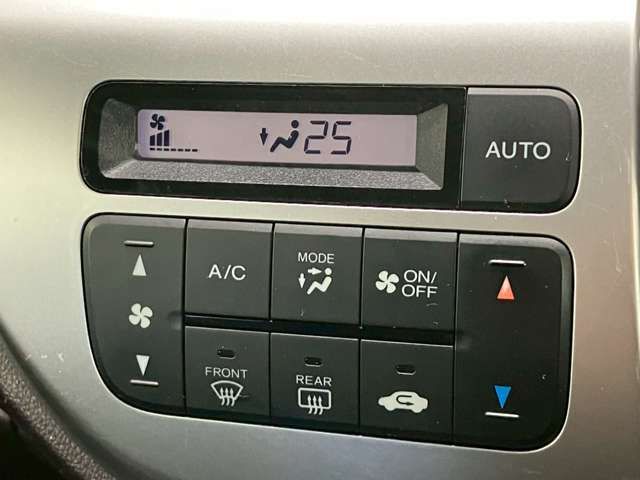 25
AUTO
A/C
MODE
ON/
OFF
FRONT
REAR